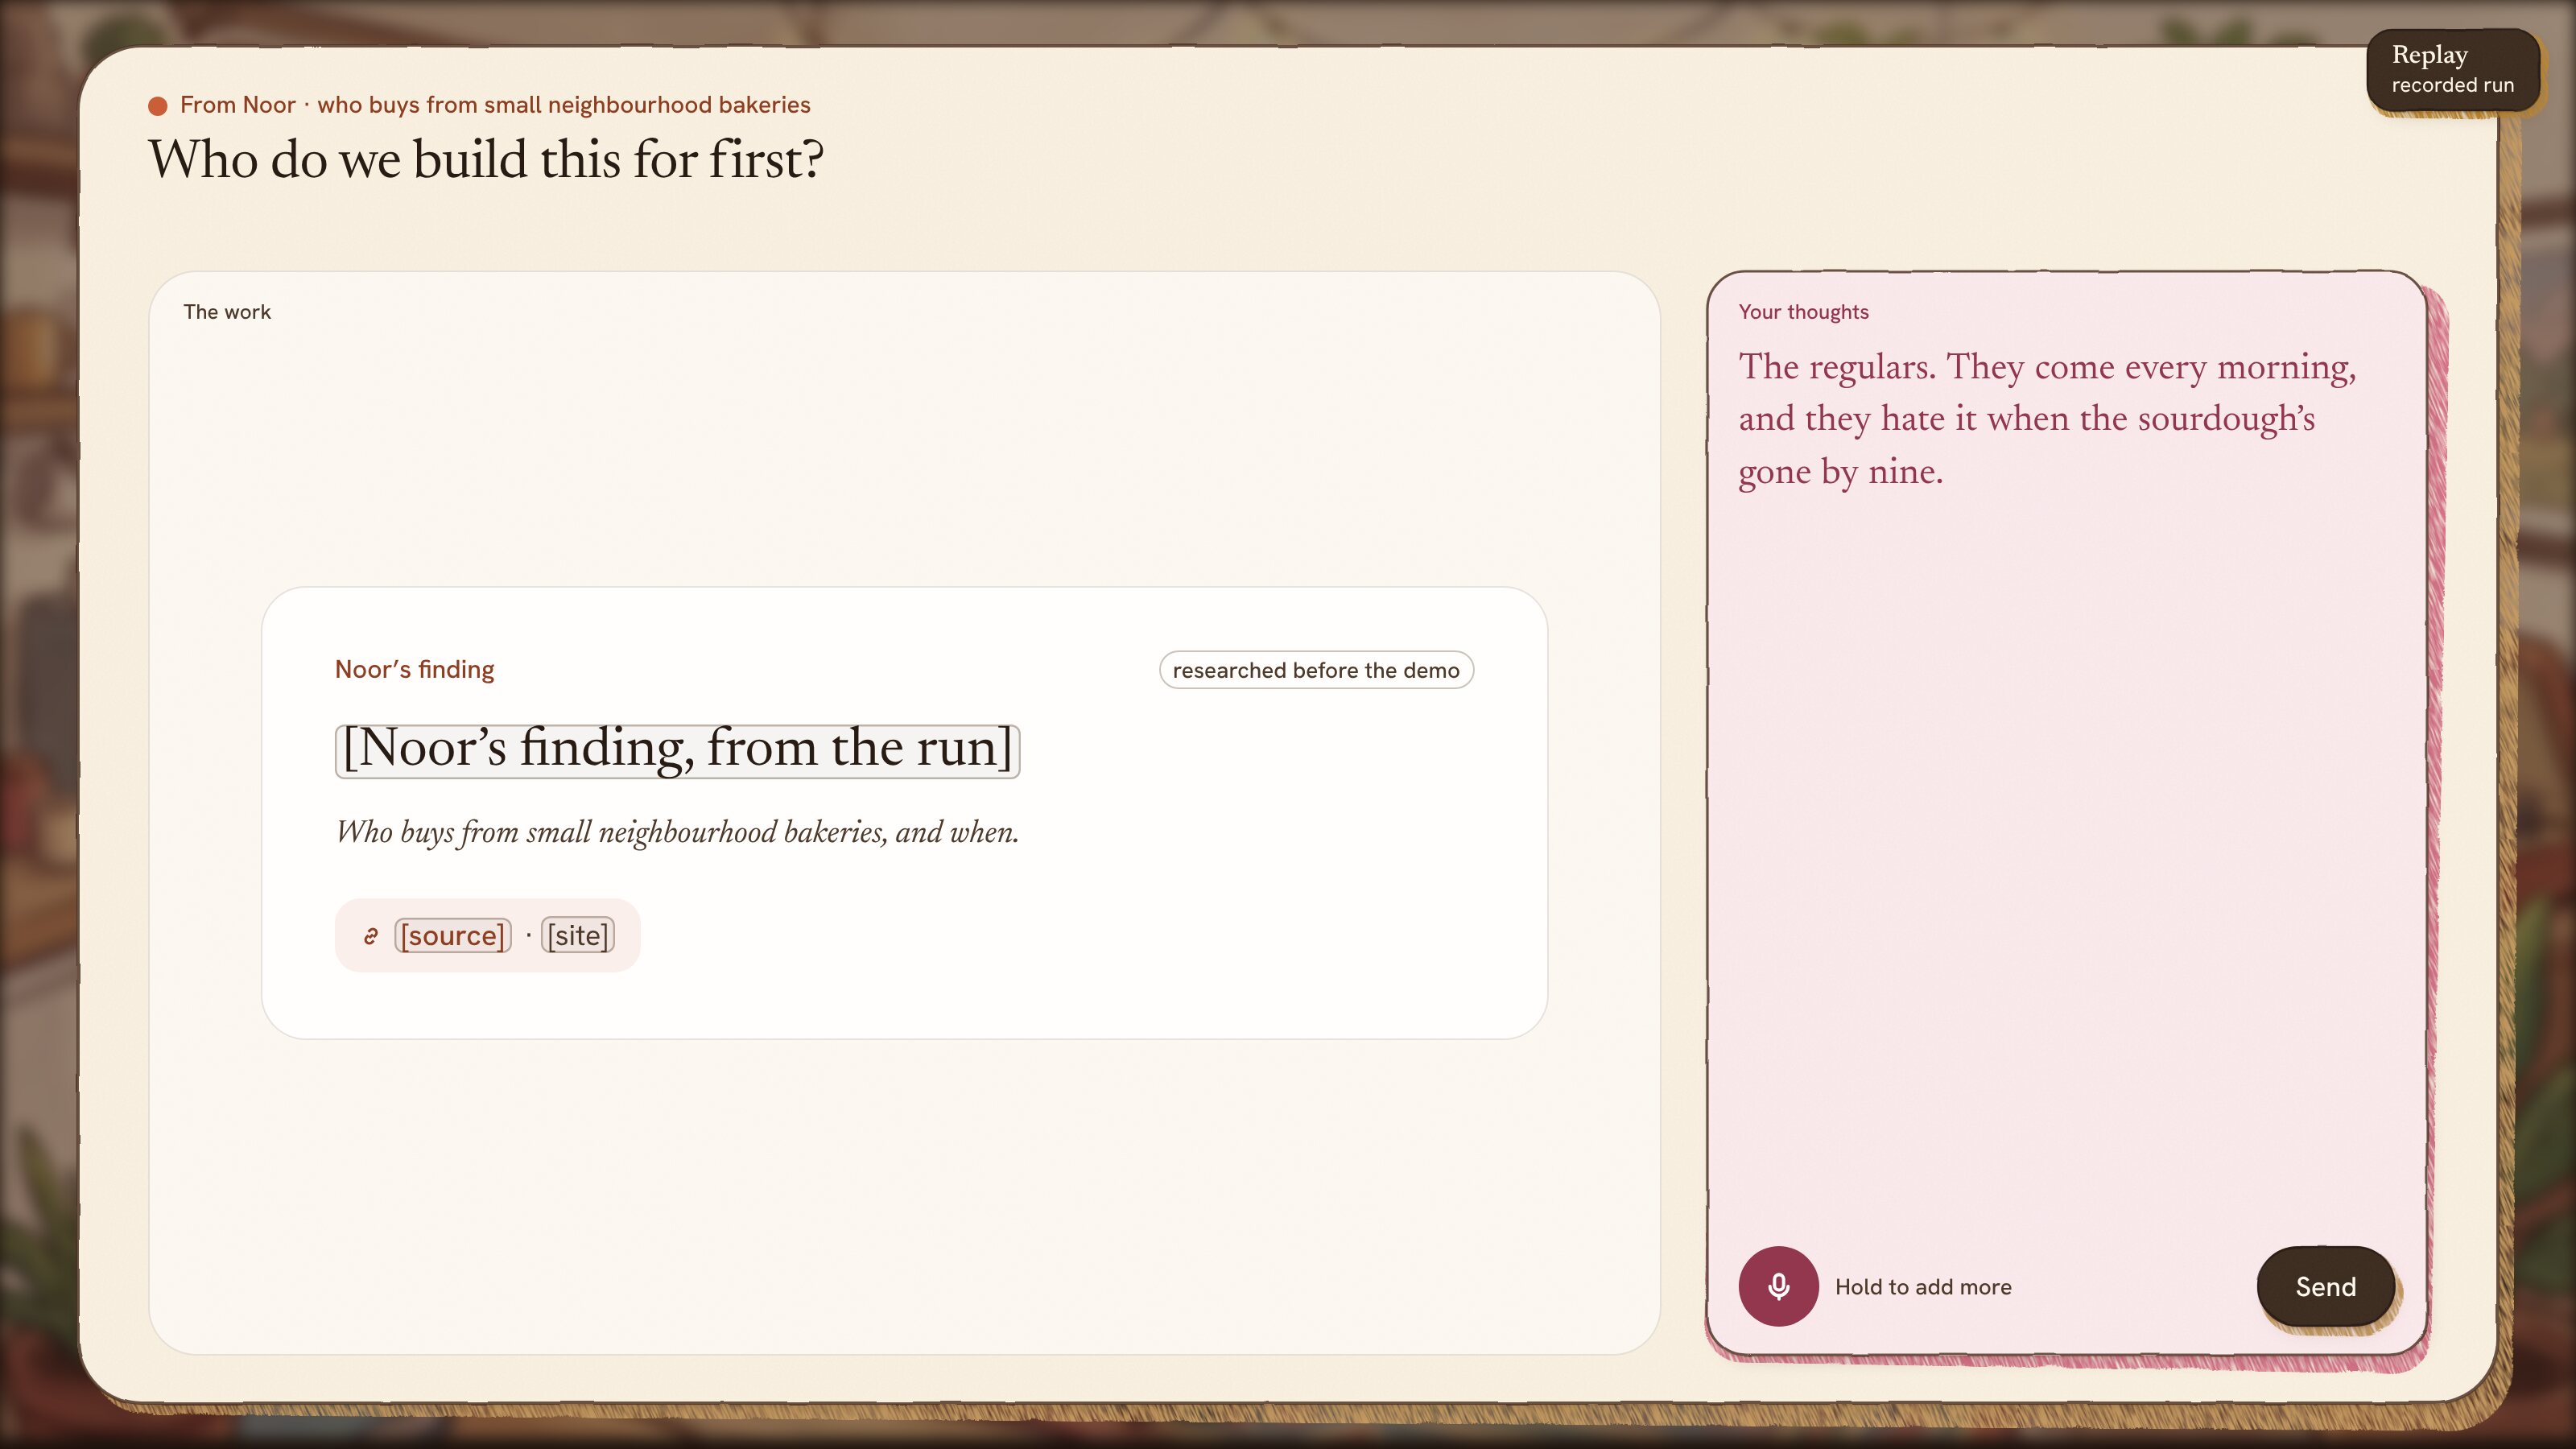 Replay
recorded run
From Noor · who buys from small neighbourhood bakeries
Who do we build this for first?
The work
Noor’s finding
researched before the demo
[Noor’s finding, from the run]
Who buys from small neighbourhood bakeries, and when.
[source] · [site]
Your thoughts
The regulars. They come every morning,
and they hate it when the sourdough’s
gone by nine.
Hold to add more
Send